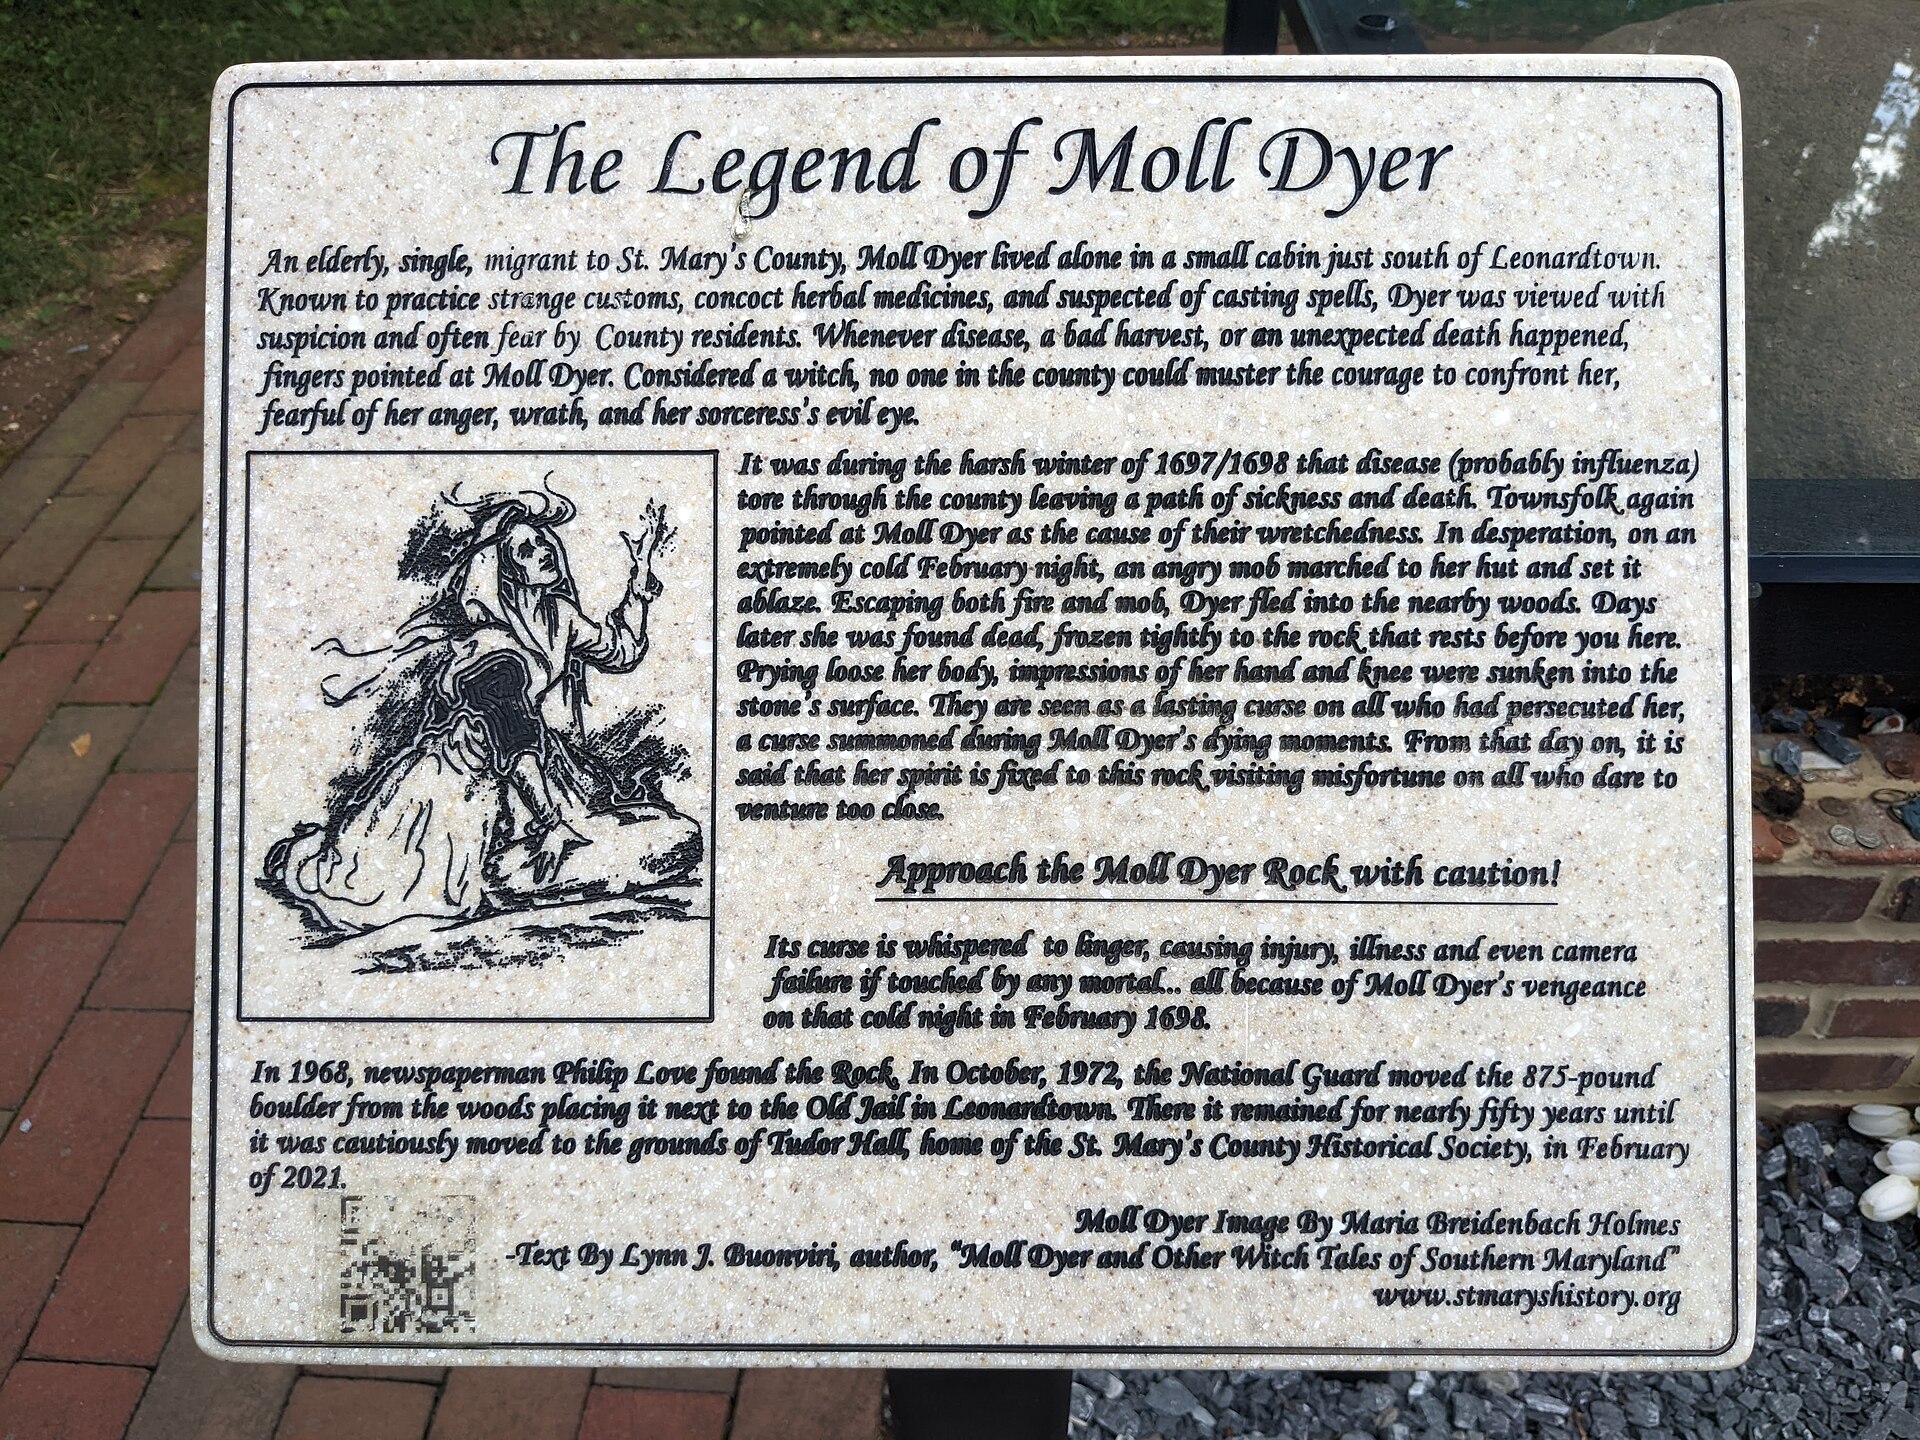 The Legend of Moll Dyer
An elderly, single, migrant to St. Mary's County, Moll Dyer lived alone in a small cabin just south of Leonardtown.
Known to practice strange customs, concoct herbal medicines, and suspected of casting spells, Dyer was viewed with
suspicion and often fear by County residents. Whenever disease, a bad harvest, or an unexpected death happened,
fingers pointed at Moll Dyer. Considered a witch, no one in the county could muster the courage to confront her,
fearful of her anger, wrath, and her sorceress's evil eye.
It was during the harsh winter of 1697/1698 that disease (probably influenza)
tore through the county leaving a path of sickness and death. Townsfolk again
pointed at Moll Dyer as the cause of their wretchedness. In desperation, on an
extremely cold February night, an angry mob marched to her hut and set it
ablaze. Escaping both fire and mob, Dyer fled into the nearby woods. Days
later she was found dead, frozen tightly to the rock that rests before you here.
Prying loose her body, impressions of her hand and knee were sunken into the
stone's surface. They are seen as a lasting curse on all who had persecuted her,
a curse summoned during Moll Dyer's dying moments. From that day on, it is
said that her spirit is fixed to this rock visiting misfortune on all who dare to
venture too close.
Approach the Moll Dyer Rock with caution!
Its curse is whispered to linger, causing injury, illness and even camera
failure if touched by any mortal... all because of Moll Dyer's vengeance
on that cold night in February 1698.
In 1968, newspaperman Philip Love found the Rock. In October, 1972, the National Guard moved the 875-pound
boulder from the woods placing it next to the Old Jail in Leonardtown. There it remained for nearly fifty years until
it was cautiously moved to the grounds of Tudor Hall, home of the St. Mary's County Historical Society, in February
of 2021.
Moll Dyer Image By Maria Breidenbach Holmes
-Text By Lynn J. Buonviri, author, "Moll Dyer and Other Witch Tales of Southern Maryland"
www.stmaryshistory.org